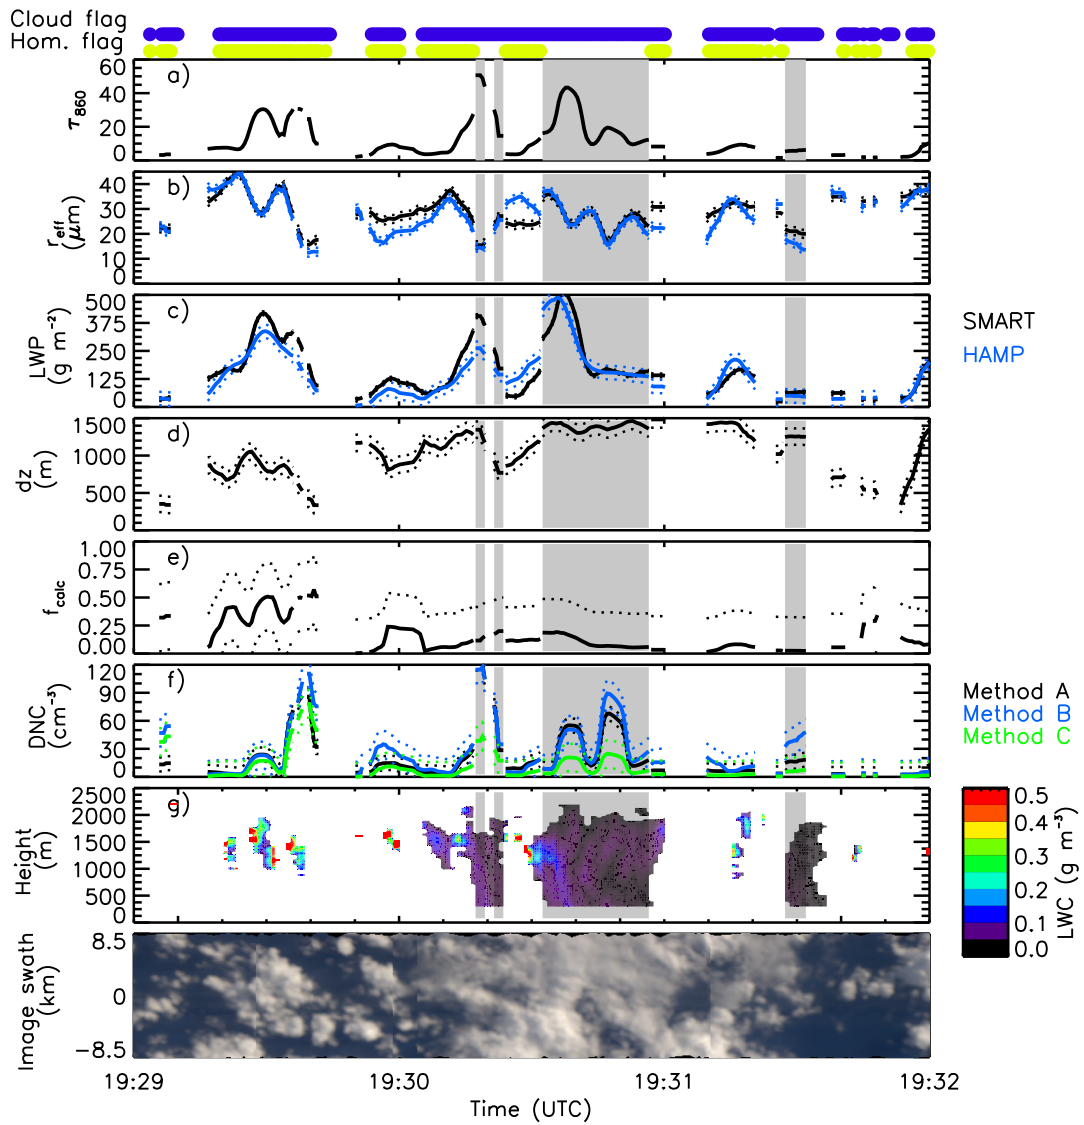 Cloud flag
Hom. flag
a)
τ860
60
40
20
0
b)
reff
(μm)
40
30
20
10
0
c)
LWP
(g m⁻²)
500
375
250
125
0
SMART
HAMP
d)
dz
(m)
1500
1000
500
0
e)
fcalc
1.00
0.75
0.50
0.25
0.00
f)
DNC
(cm⁻³)
120
90
60
30
0
Method A
Method B
Method C
g)
Height
(m)
2500
2000
1500
1000
500
0
0.5
0.4
0.3
0.2
0.1
0.0
LWC (g m⁻³)
Image swath
(km)
8.5
0
−8.5
19:29
19:30
19:31
19:32
Time (UTC)